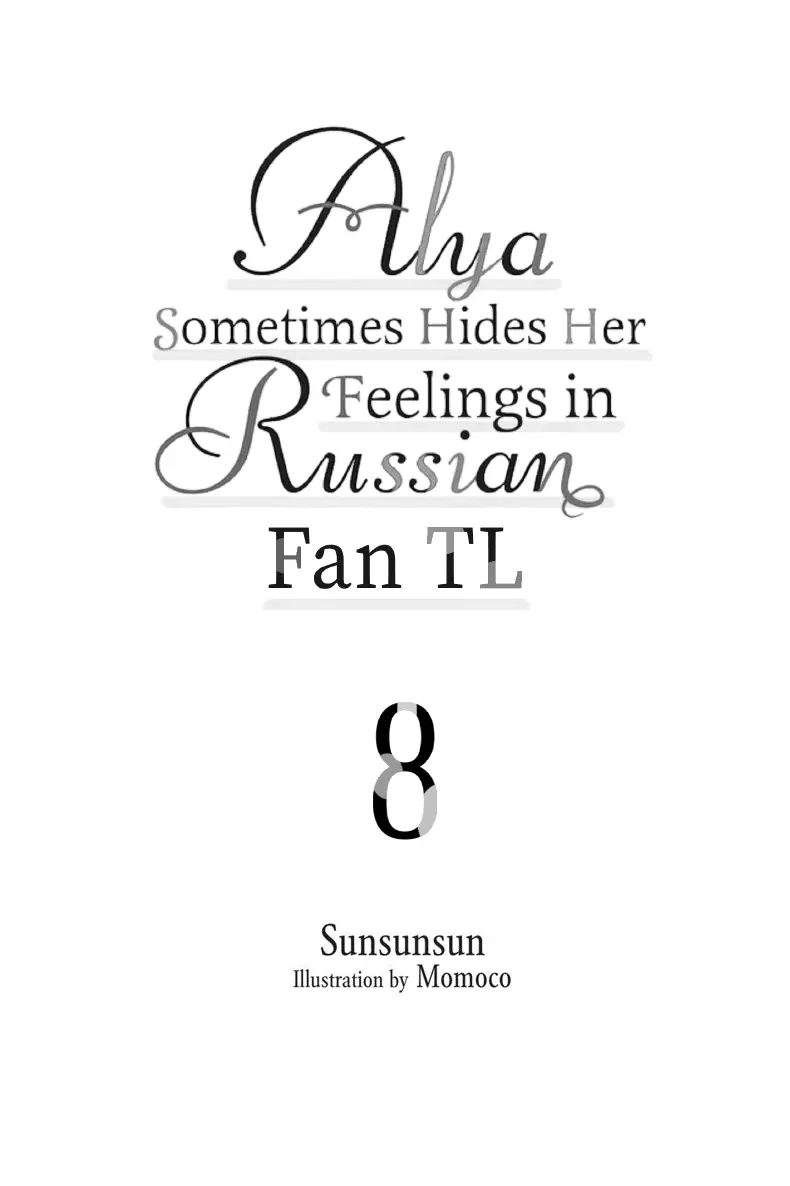 Alya
Sometimes Hides Her
Feelings in
Russian
Fan TL
8
Sunsunsun
Illustration by Momoco